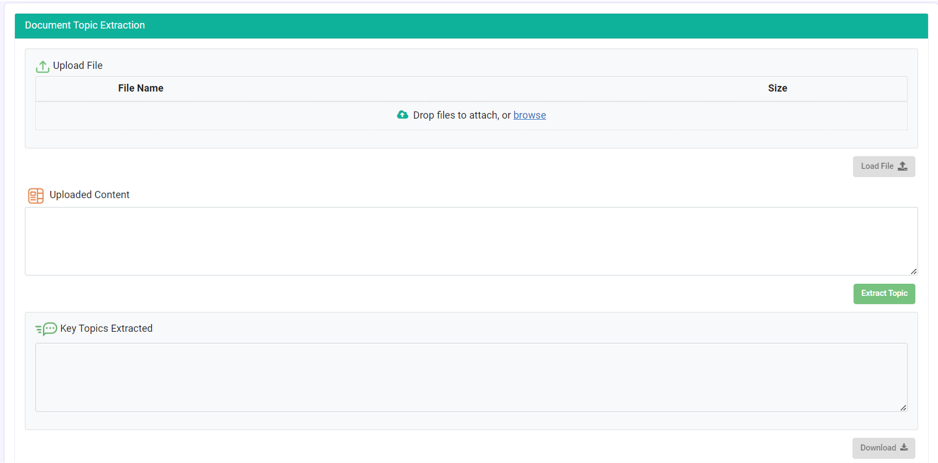 Document Topic Extraction
Upload File
File Name Size
Drop files to attach, or browse
Load File
Uploaded Content
Extract Topic
Key Topics Extracted
Download